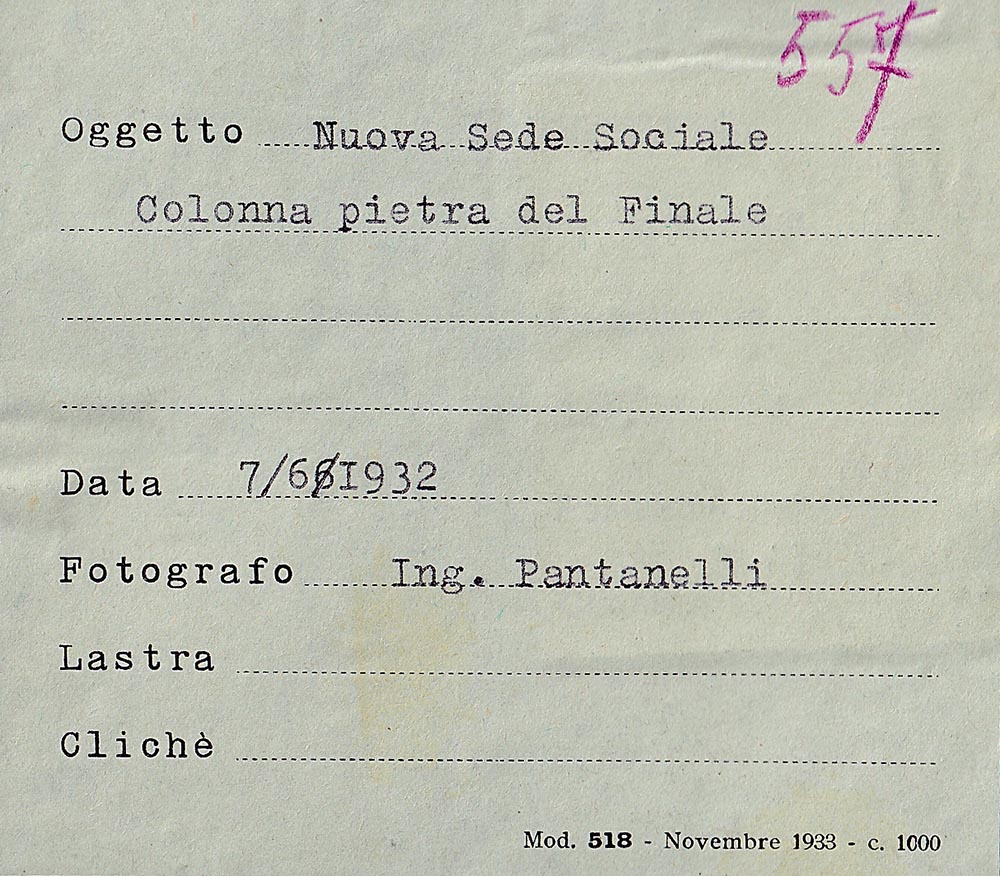 557
Oggetto Nuova Sede Sociale
Colonna pietra del Finale
Data 7/6/1932
Fotografo Ing. Pantanelli
Lastra
Clichè
Mod. 518 - Novembre 1933 - c. 1000